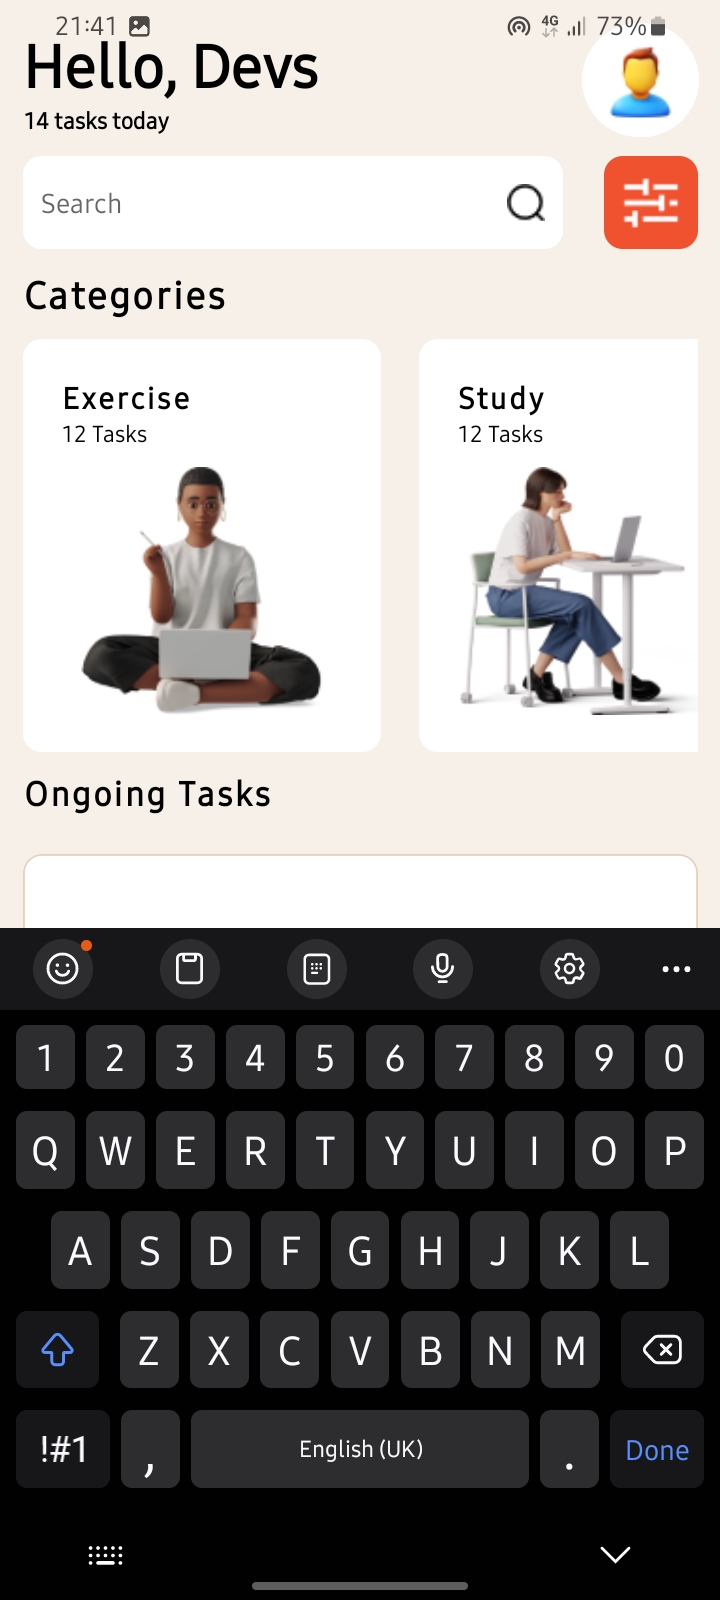 21:41 4G 73%
Hello, Devs
14 tasks today
Search
Categories
Exercise Study
12 Tasks 12 Tasks
Ongoing Tasks
1 2 3 4 5 6 7 8 9 0
Q W E R T Y U I O P
A S D F G H J K L
Z X C V B N M
!#1 , English (UK) . Done